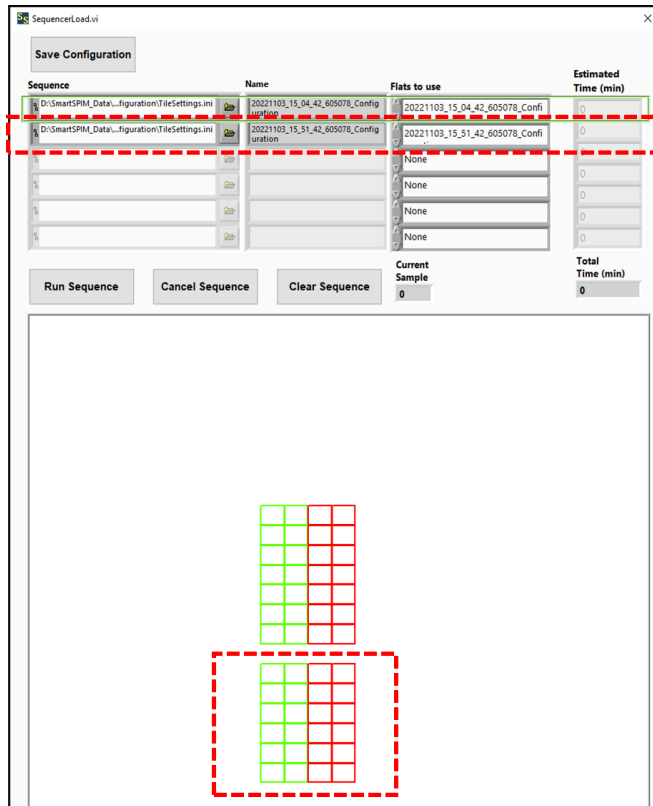 SequencerLoad.vi
Save Configuration
Sequence Name Flats to use Estimated
Time (min)
D:\SmartSPIM_Data\...figuration\TileSettings.ini 20221103_15_04_42_605078_Config
uration 20221103_15_04_42_605078_Confi 0
D:\SmartSPIM_Data\...figuration\TileSettings.ini 20221103_15_51_42_605078_Config
uration 20221103_15_51_42_605078_Confi 0
None 0
None 0
None 0
None 0
Run Sequence Cancel Sequence Clear Sequence Current
Sample
0 Total
Time (min)
0